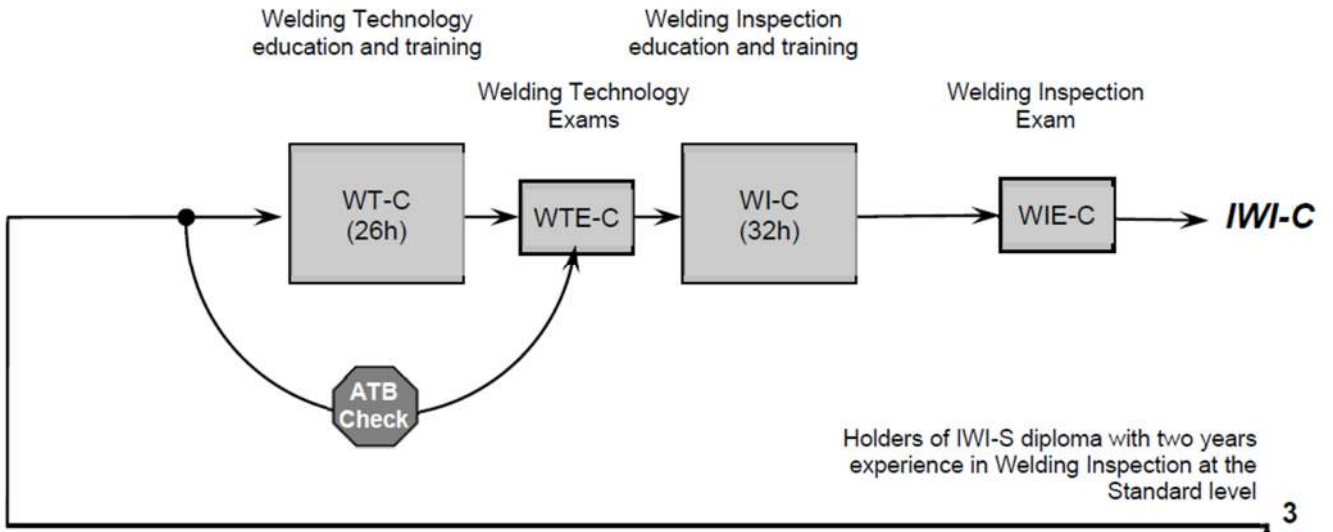 Welding Technology
education and training
Welding Inspection
education and training
Welding Technology
Exams
Welding Inspection
Exam
WT-C
(26h)
WTE-C
WI-C
(32h)
WIE-C
IWI-C
ATB
Check
Holders of IWI-S diploma with two years
experience in Welding Inspection at the
Standard level
3